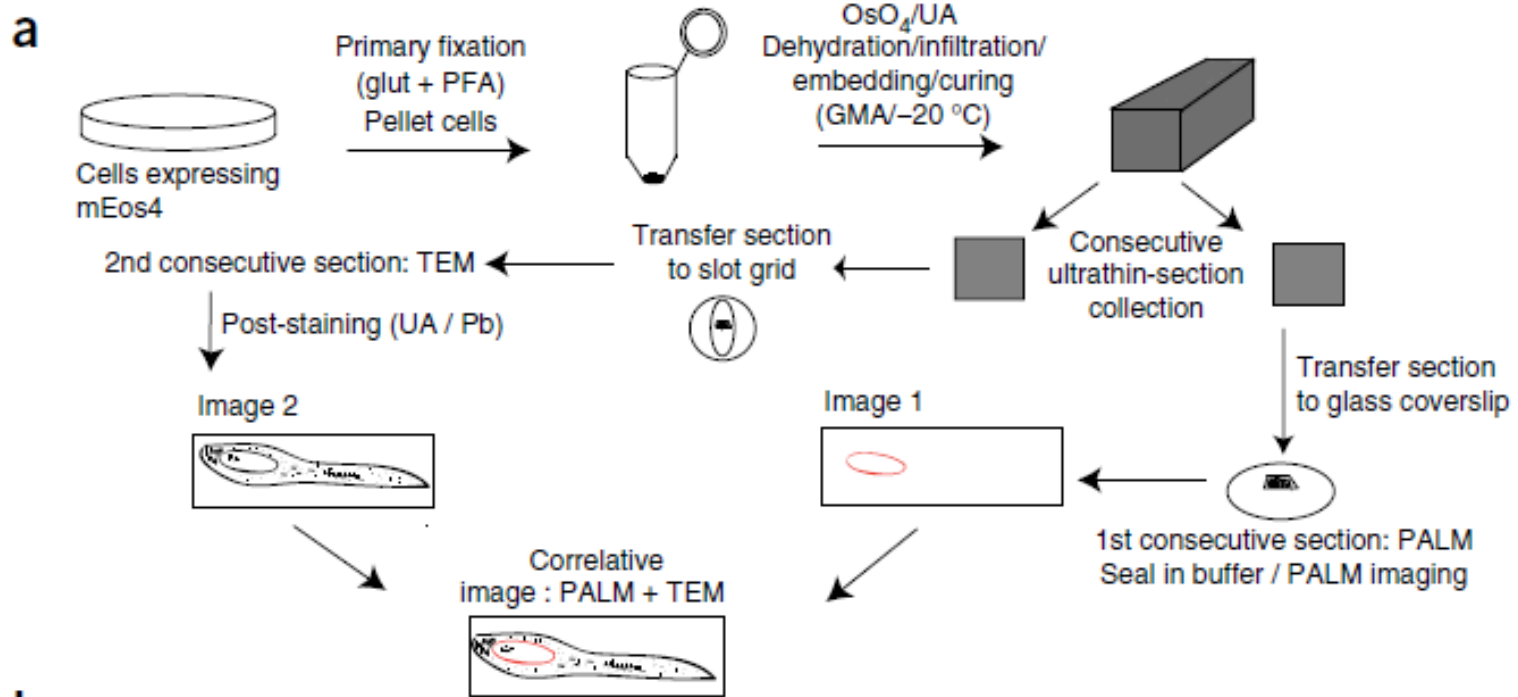 a
Primary fixation
(glut + PFA)
Pellet cells
OsO₄/UA
Dehydration/infiltration/
embedding/curing
(GMA/–20 °C)
Cells expressing
mEos4
Consecutive
ultrathin-section
collection
Transfer section
to slot grid
2nd consecutive section: TEM
Post-staining (UA / Pb)
Transfer section
to glass coverslip
Image 2
Image 1
1st consecutive section: PALM
Seal in buffer / PALM imaging
Correlative
image : PALM + TEM